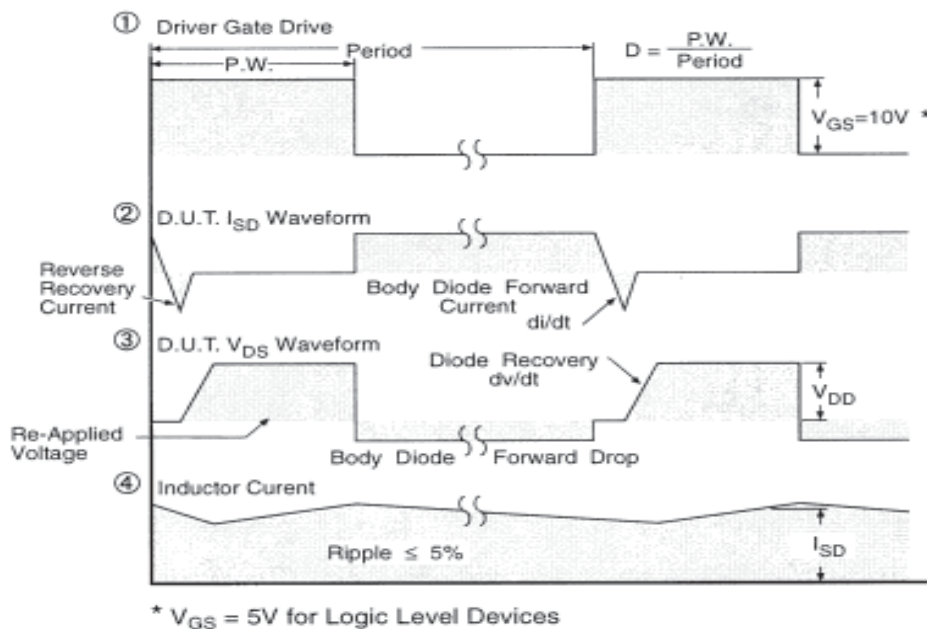 ① Driver Gate Drive
Period
P.W.
D = P.W. / Period
V_GS=10V *
② D.U.T. I_SD Waveform
Reverse
Recovery
Current
Body Diode Forward
Current
di/dt
③ D.U.T. V_DS Waveform
Diode Recovery
dv/dt
V_DD
Re-Applied
Voltage
Body Diode Forward Drop
④ Inductor Curent
Ripple ≤ 5%
I_SD
* V_GS = 5V for Logic Level Devices